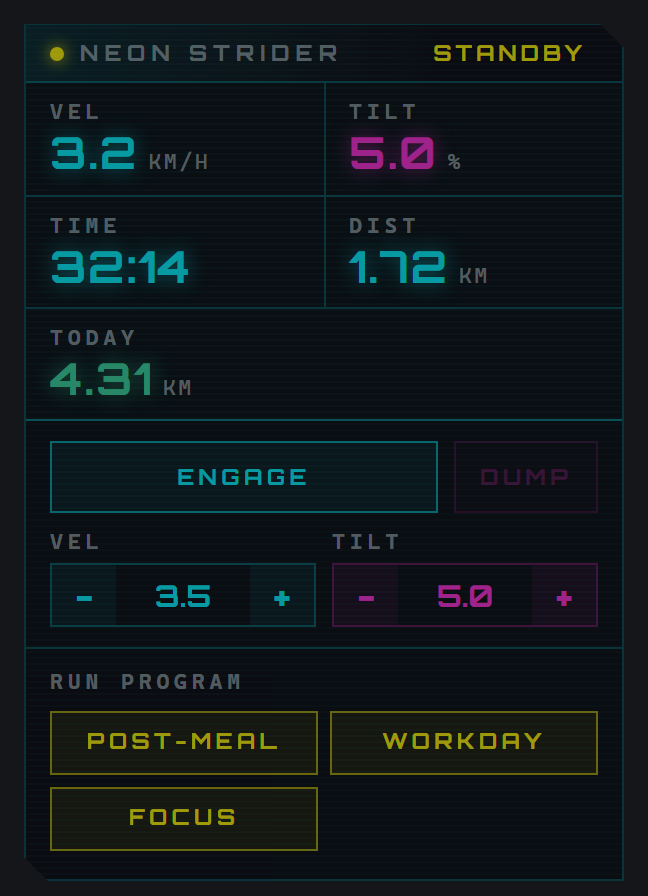 NEON STRIDER STANDBY
VEL TILT
3.2 KM/H 5.0 %
TIME DIST
32:14 1.72 KM
TODAY
4.31 KM
ENGAGE DUMP
VEL TILT
- 3.5 + - 5.0 +
RUN PROGRAM
POST-MEAL WORKDAY
FOCUS